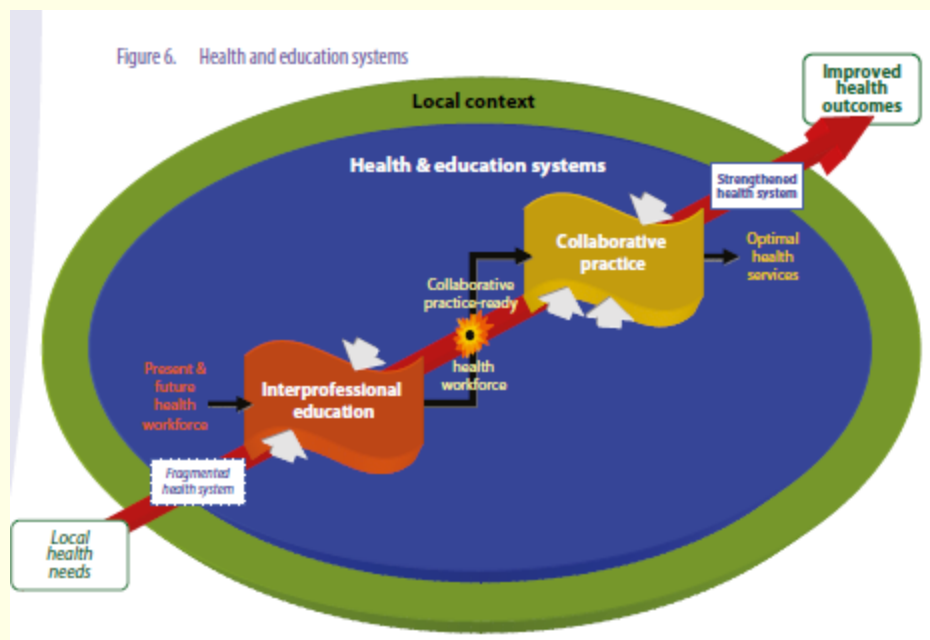 Figure 6. Health and education systems
Improved
health
outcomes
Local context
Health & education systems
Strengthened
health system
Collaborative
practice
Optimal
health
services
Collaborative
practice-ready
health
workforce
Present &
future
health
workforce
Interprofessional
education
Fragmented
health system
Local
health
needs